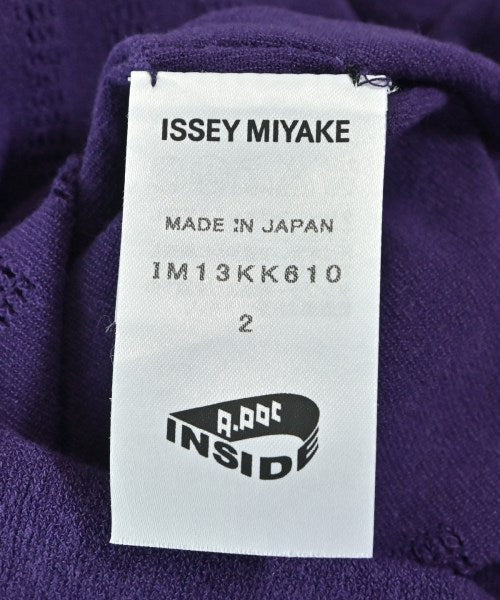 ISSEY MIYAKE
MADE IN JAPAN
IM13KK610
2
A.POC
INSIDE